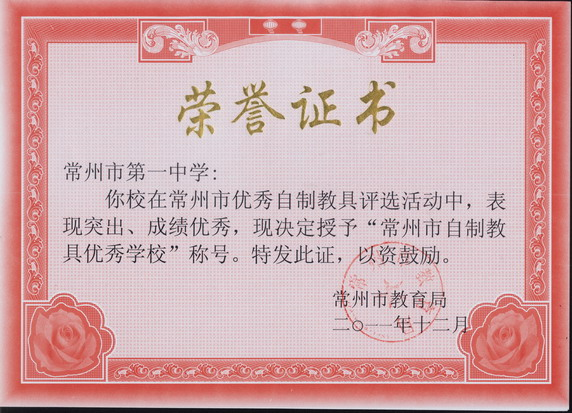 荣誉证书
常州市第一中学:
你校在常州市优秀自制教具评选活动中，表
现突出、成绩优秀，现决定授予“常州市自制教
具优秀学校”称号。特发此证，以资鼓励。
常州市教育局
二〇一一年十二月